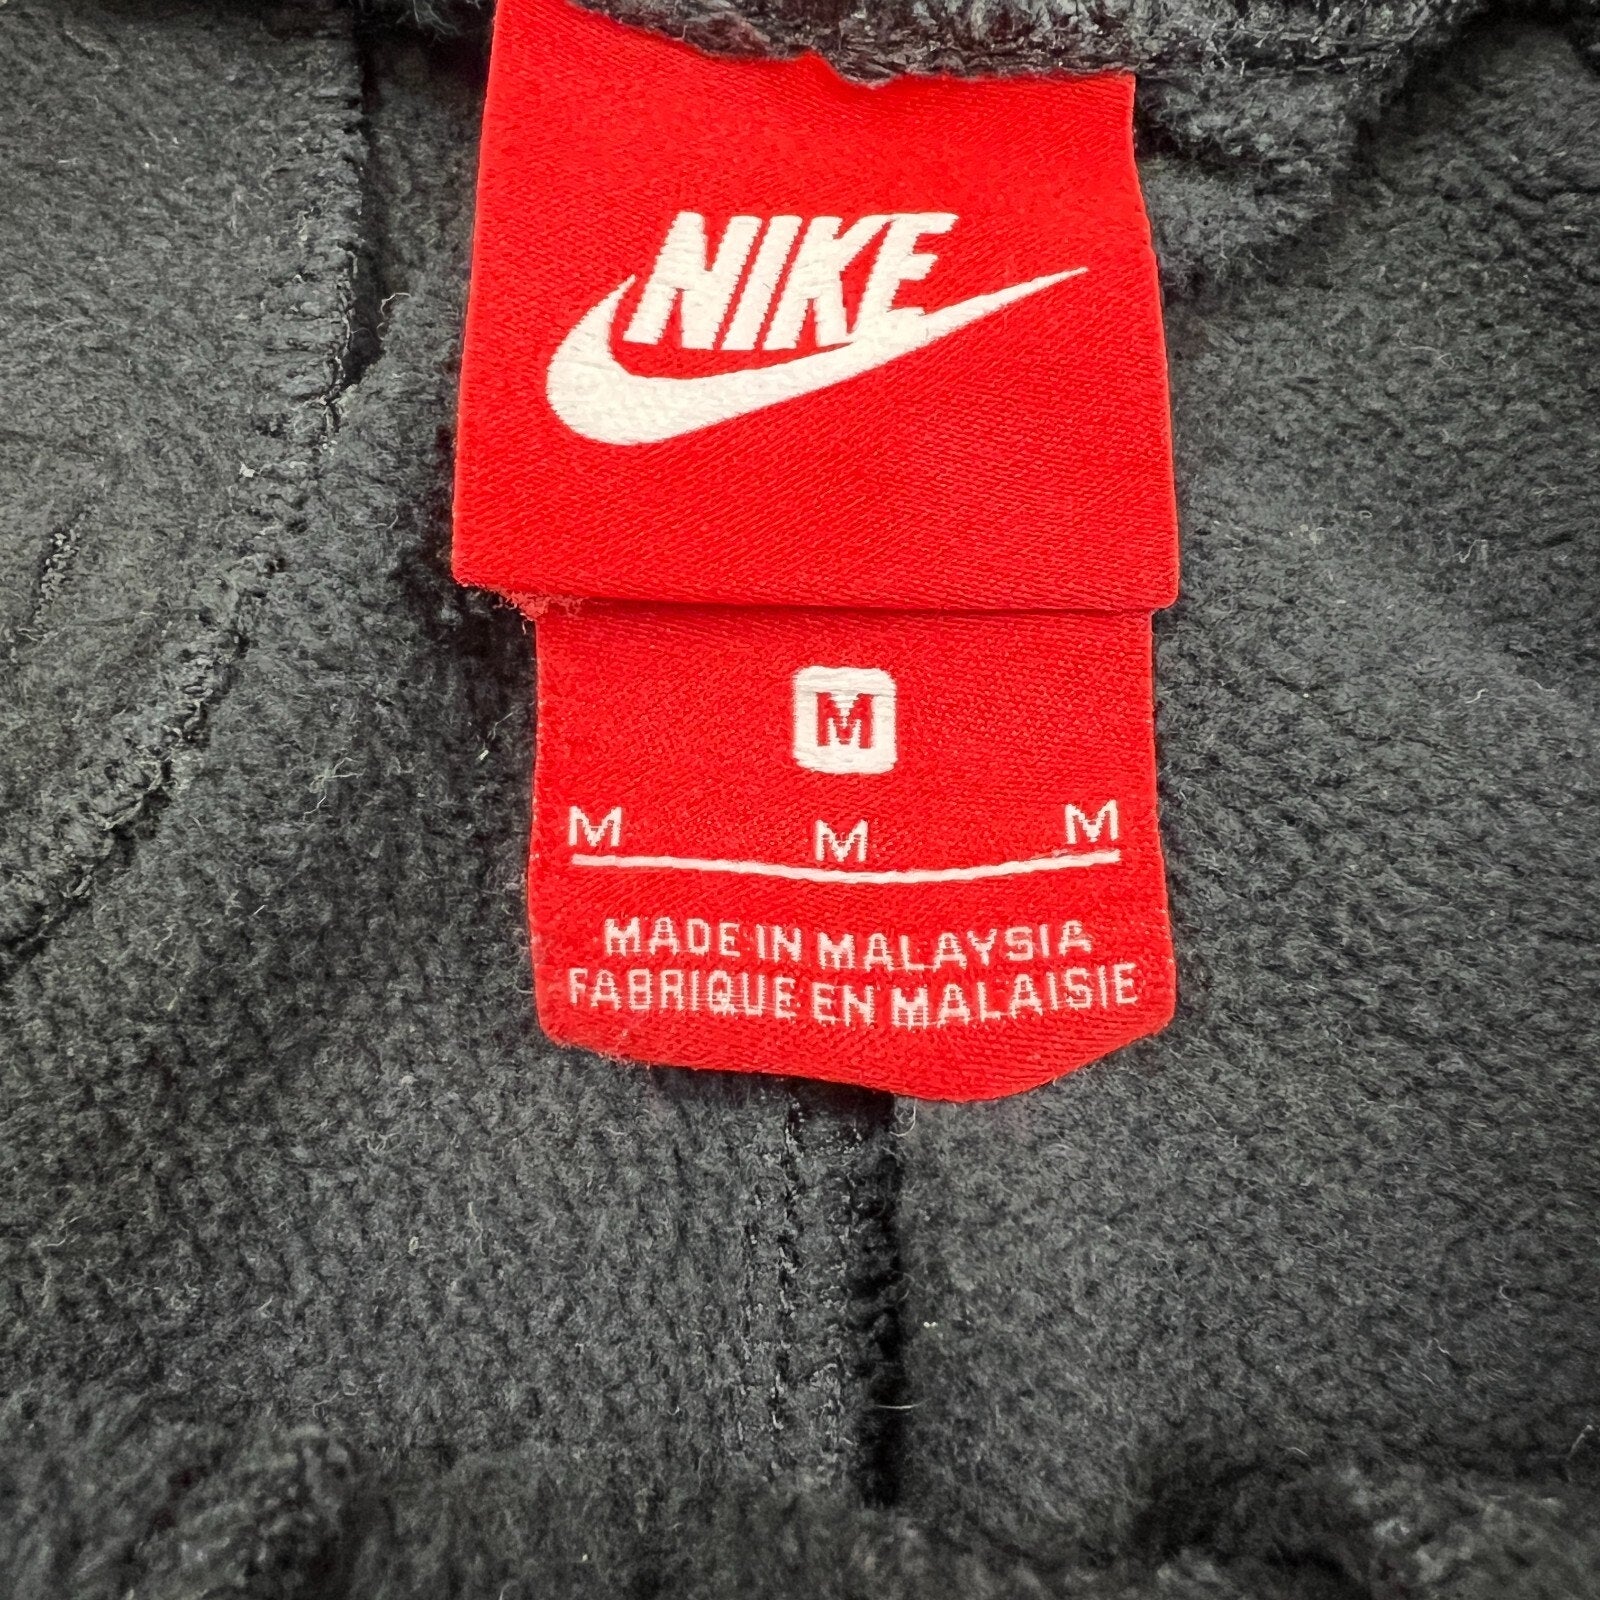 NIKE
M
M M M
MADE IN MALAYSIA
FABRIQUE EN MALAISIE